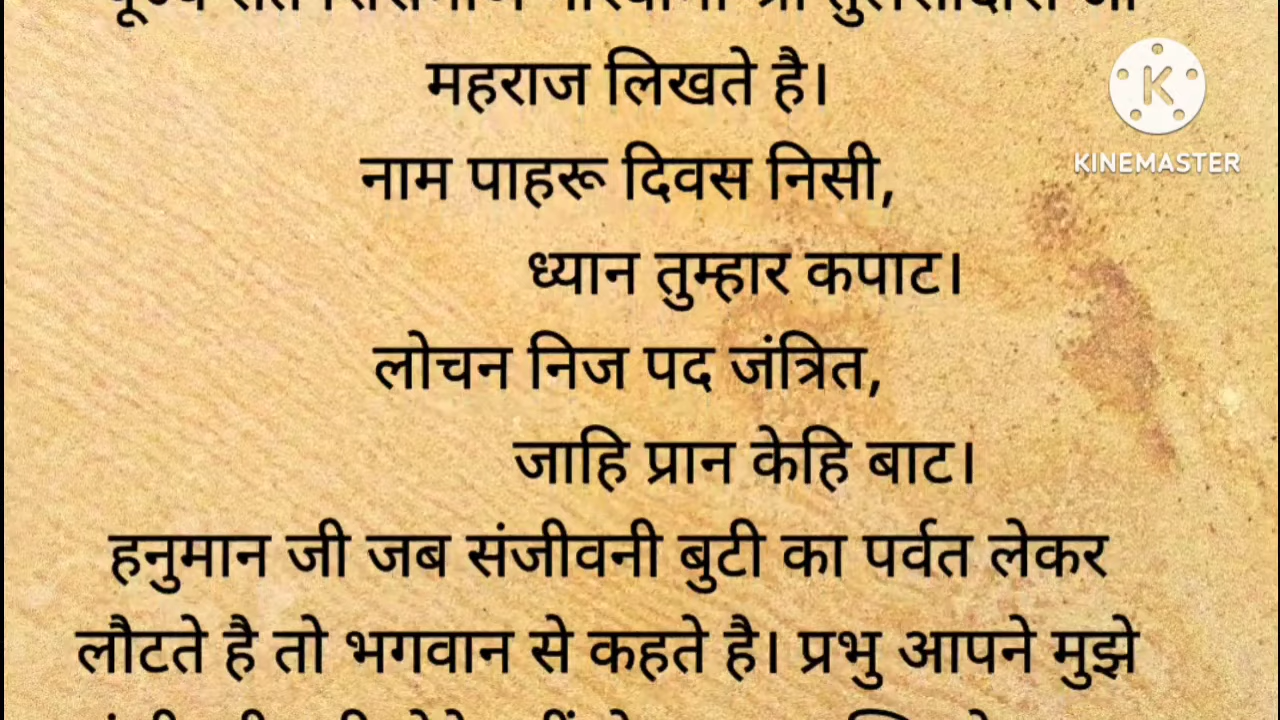 महराज लिखते है।
KINEMASTER
नाम पाहरू दिवस निसी,
ध्यान तुम्हार कपाट।
लोचन निज पद जंत्रित,
जाहि प्रान केहि बाट।
हनुमान जी जब संजीवनी बुटी का पर्वत लेकर
लौटते है तो भगवान से कहते है। प्रभु आपने मुझे